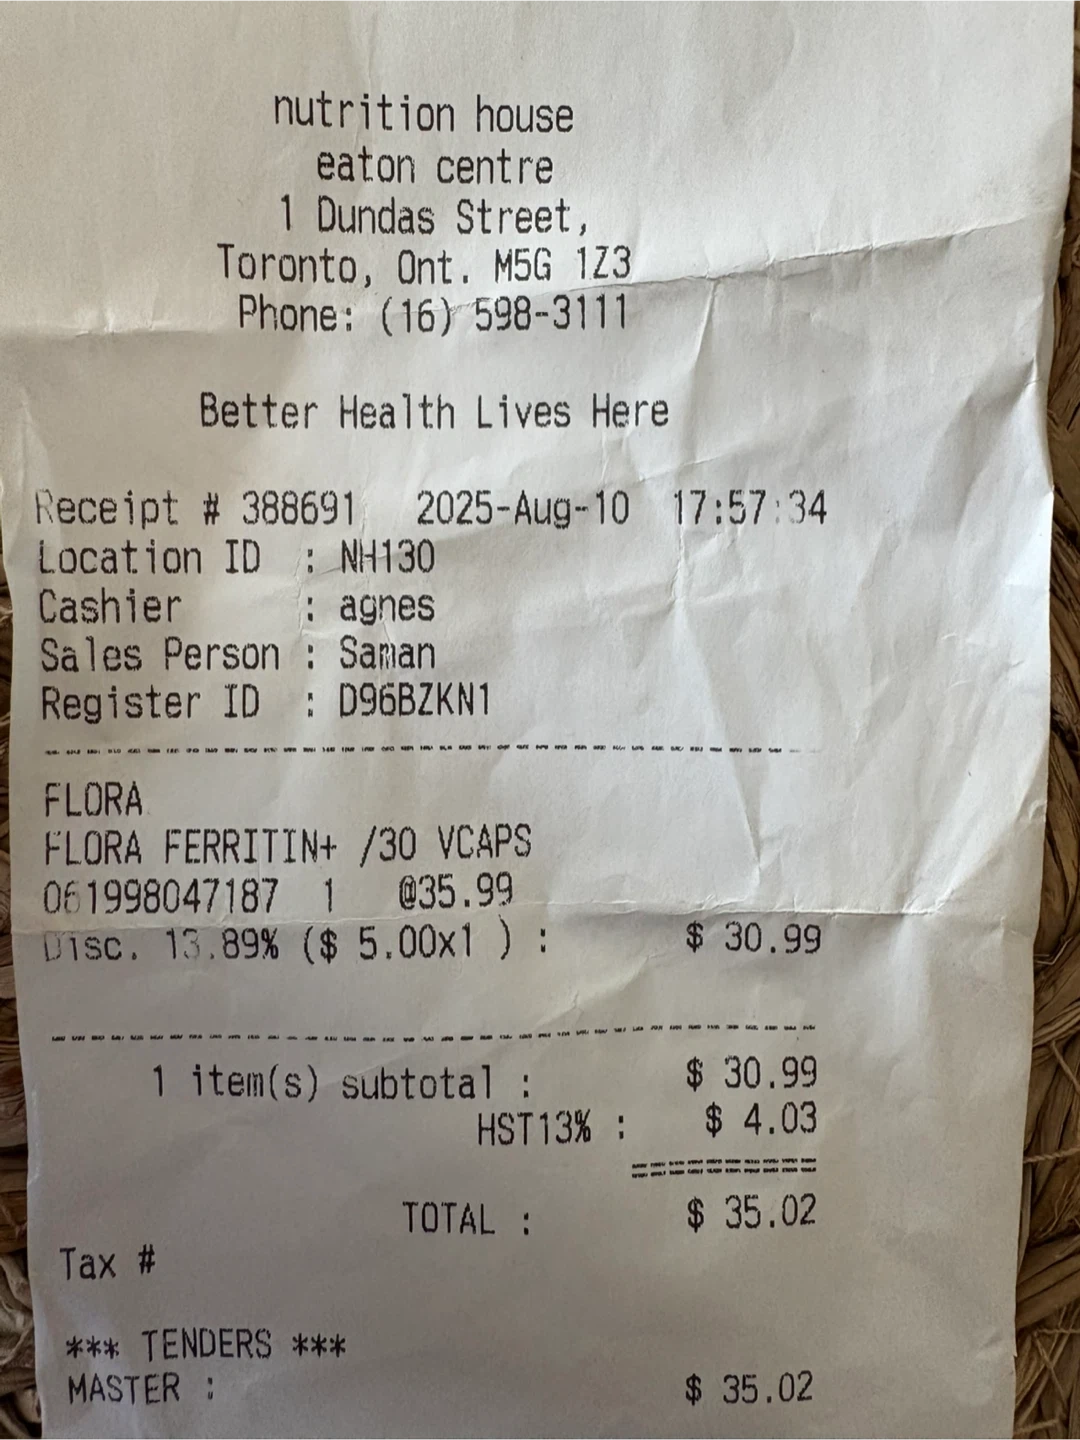 nutrition house
eaton centre
1 Dundas Street,
Toronto, Ont. M5G 1Z3
Phone: (16) 598-3111
Better Health Lives Here
Receipt # 388691 2025-Aug-10 17:57:34
Location ID : NH130
Cashier : agnes
Sales Person : Saman
Register ID : D96BZKN1
FLORA
FLORA FERRITIN+ /30 VCAPS
061998047187 1 @35.99
Disc. 13.89% ($ 5.00x1 ) : $ 30.99
1 item(s) subtotal : $ 30.99
HST13% : $ 4.03
TOTAL : $ 35.02
Tax #
*** TENDERS ***
MASTER : $ 35.02